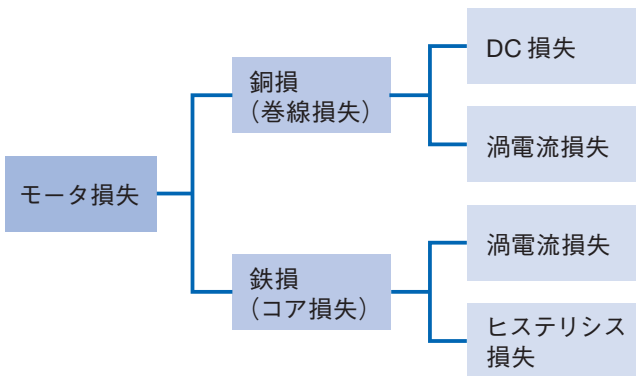 モータ損失
銅損
（巻線損失）
DC 損失
渦電流損失
鉄損
（コア損失）
渦電流損失
ヒステリシス
損失